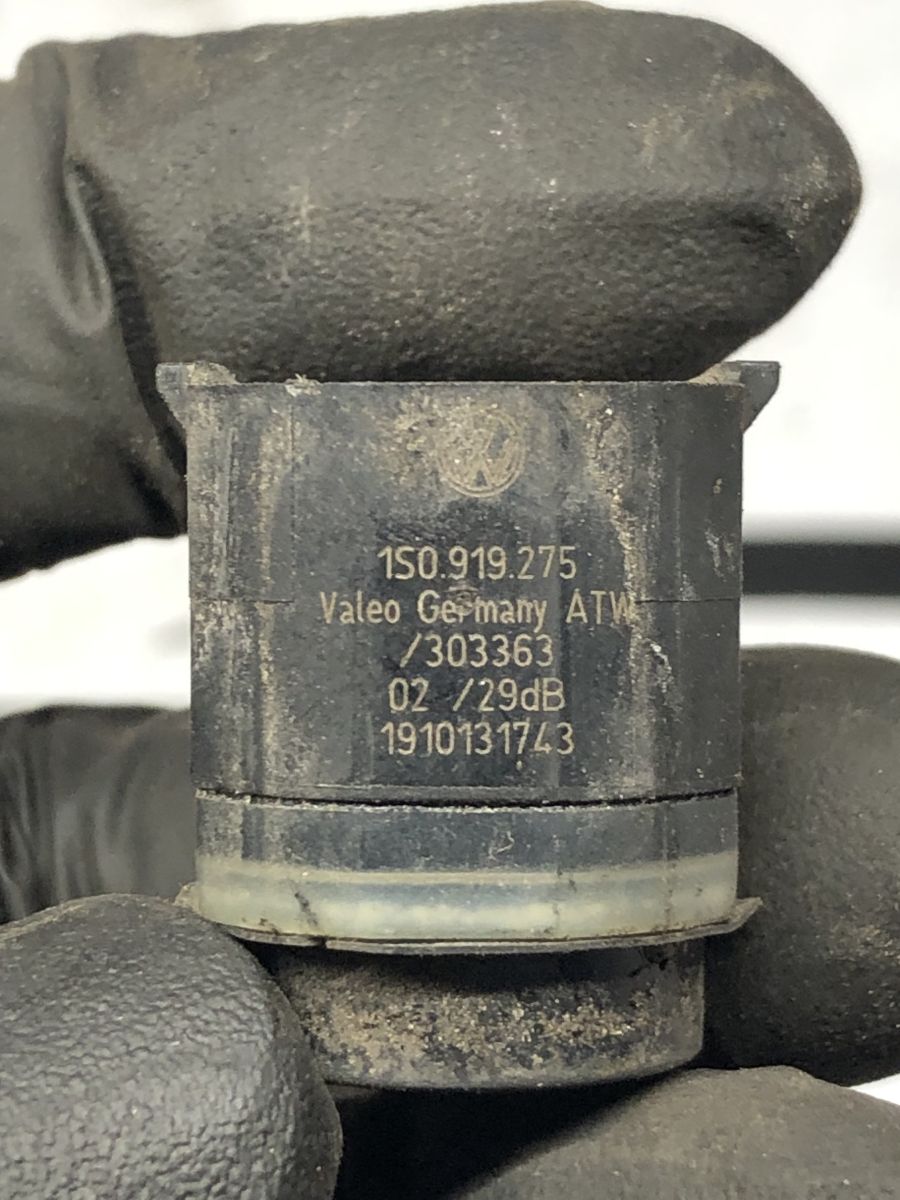 1S0.919.275
Valeo Germany ATW
/303363
02 /29dB
1910131743